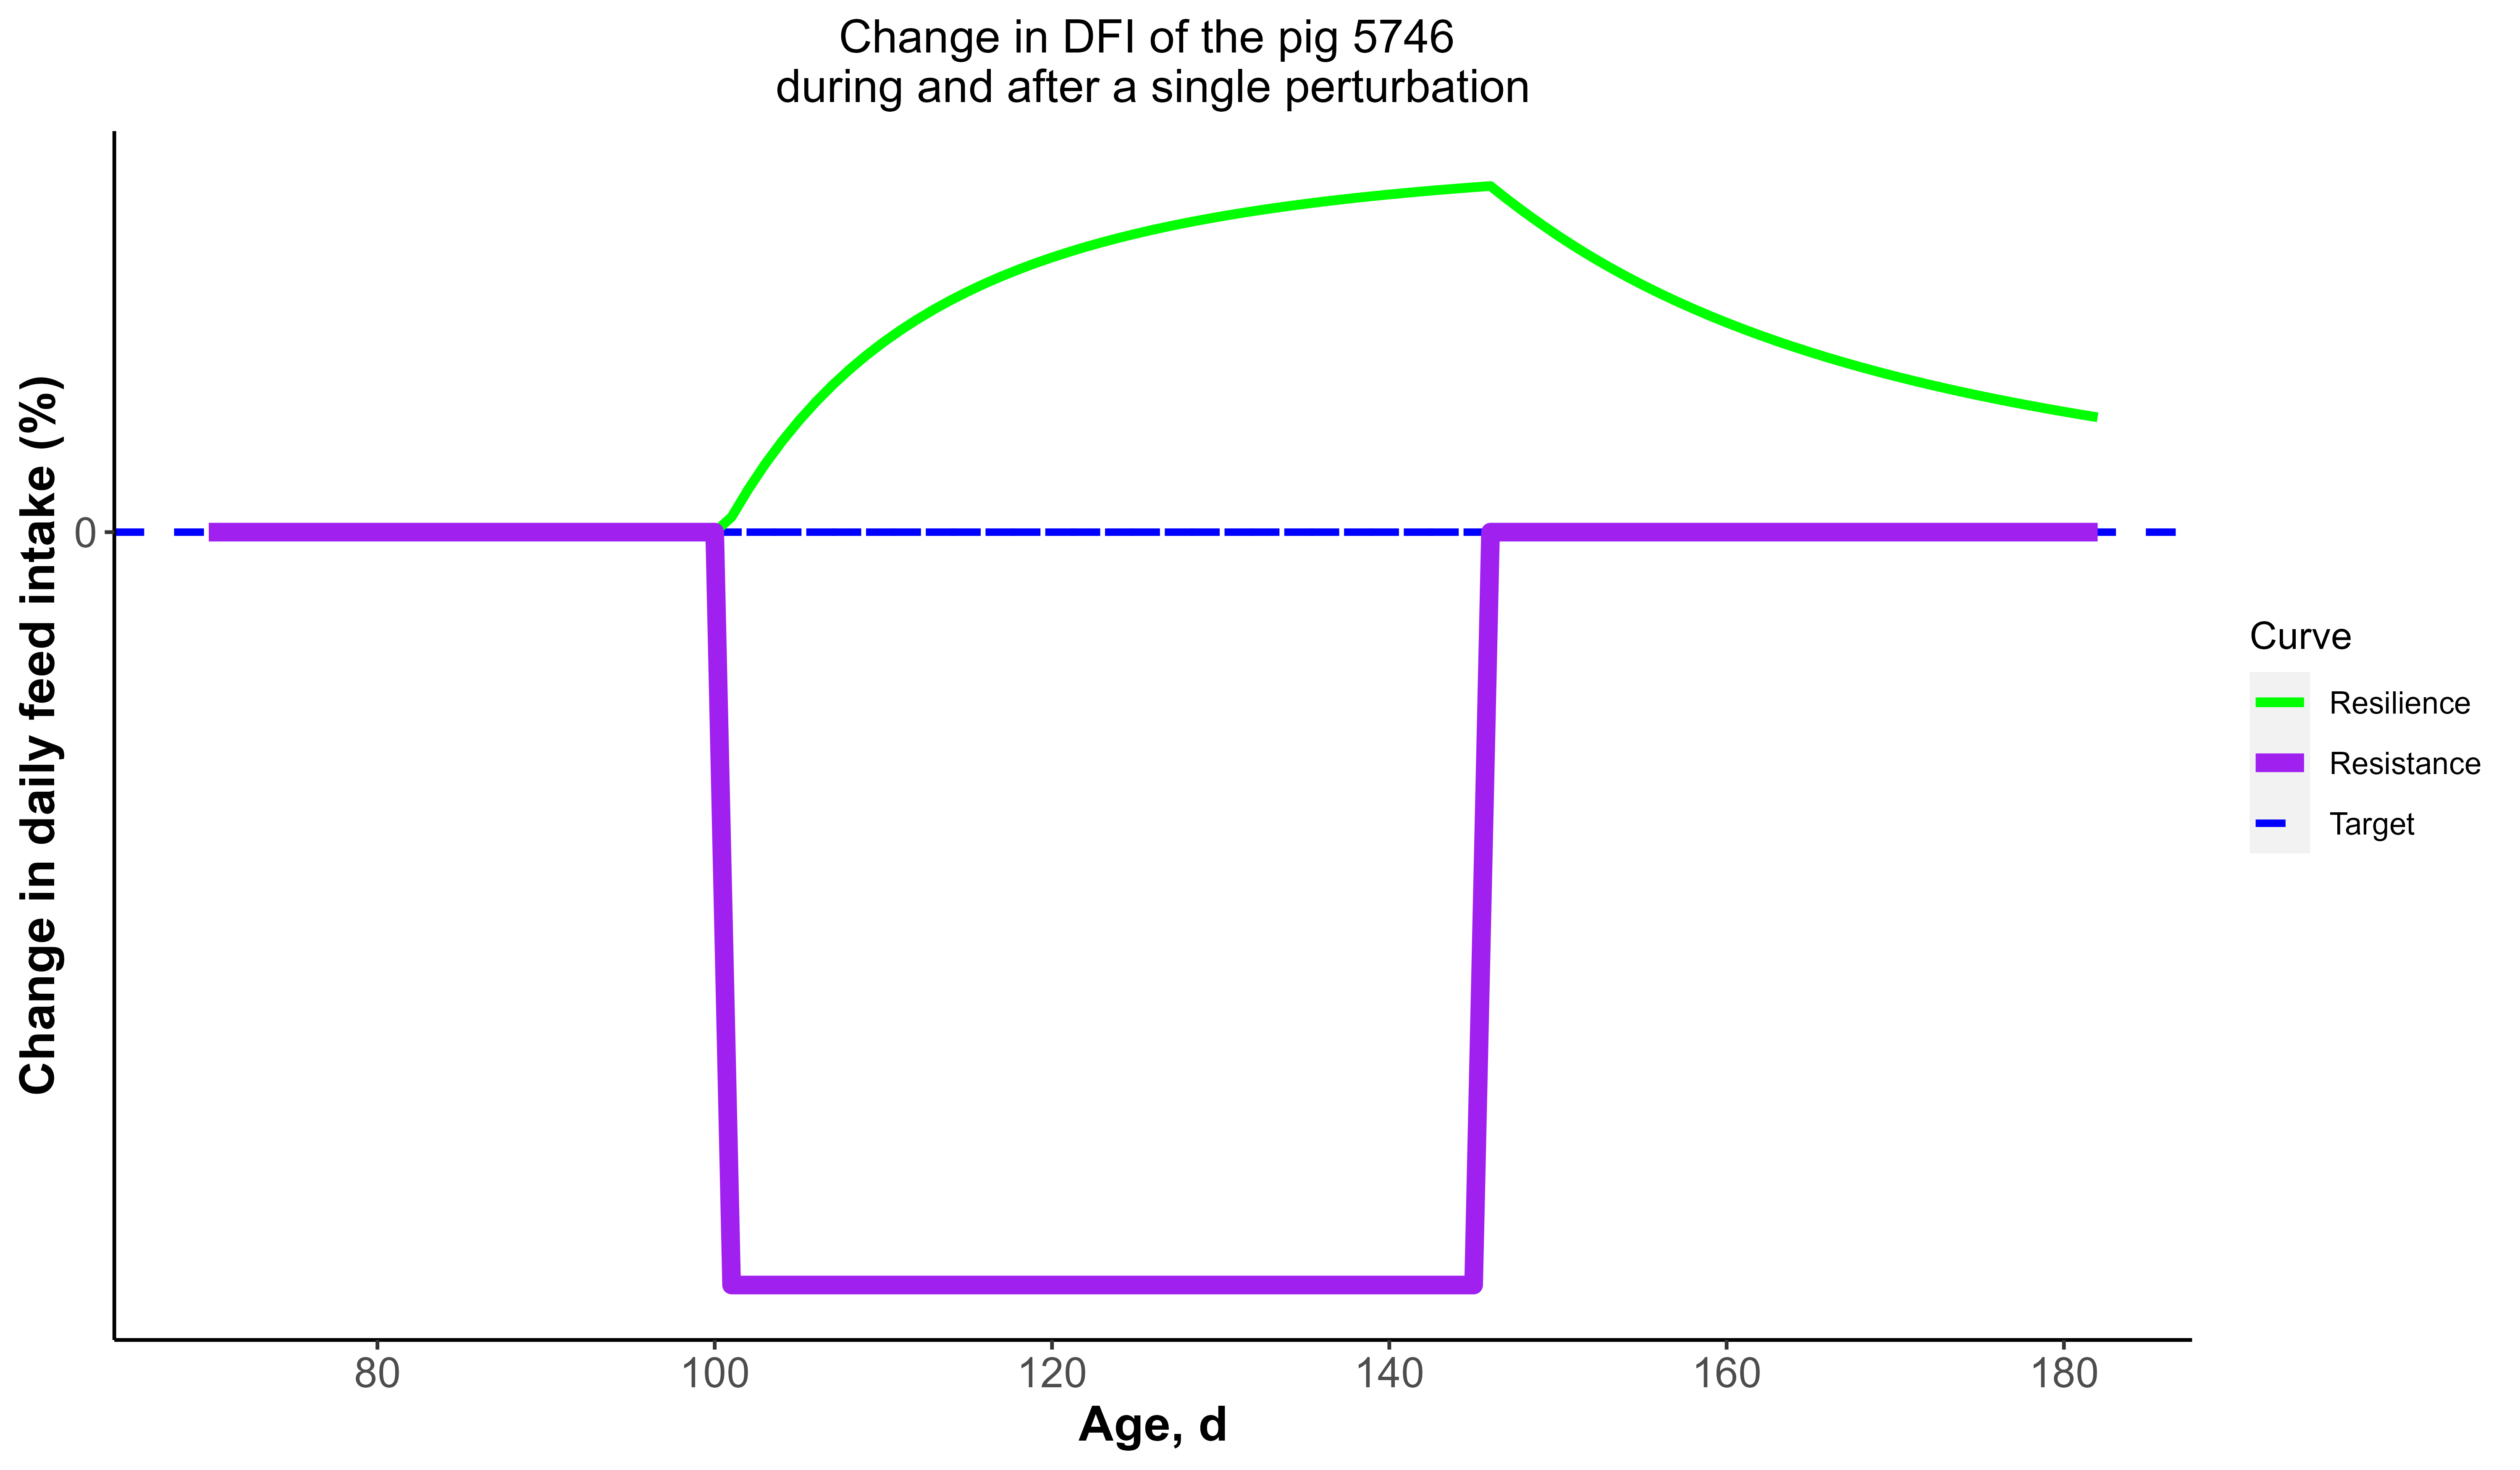 Change in DFI of the pig 5746
during and after a single perturbation
Change in daily feed intake (%)
0
80
100
120
140
160
180
Age, d
Curve
Resilience
Resistance
Target